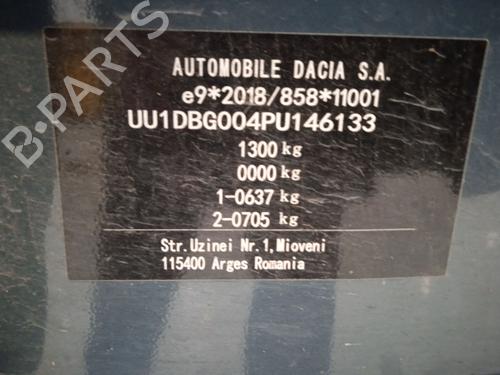 B-PARTS
AUTOMOBILE DACIA S.A.
e9*2018/858*11001
UU1DBG004PU146133
1300 kg
0000 kg
1-0637 kg
2-0705 kg
Str. Uzinei Nr. 1, Mioveni
115400 Arges Romania